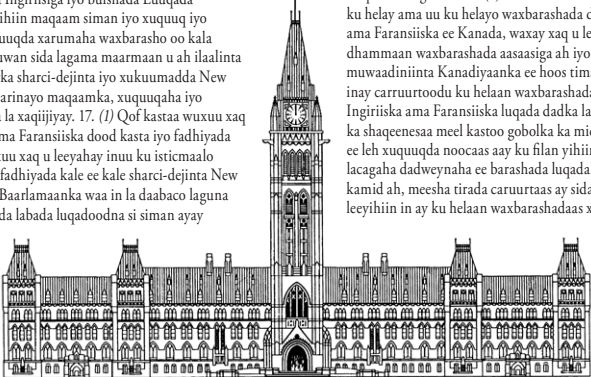 Ingiriisiga iyo bulshada Luuqada
ihiin maqaam siman iyo xuquuq iyo
uuqda xarumaha waxbarasho oo kala
uwan sida lagama maarmaan u ah ilaalinta
rka sharci-dejinta iyo xukuumadda New
arinayo maqaamka, xuquuqaha iyo
a la xaqiijiyay. 17. (1) Qof kastaa wuxuu xaq
ma Faransiiska dood kasta iyo fadhiyada
kuu xaq u leeyahay inuu ku isticmaalo
fadhiyada kale ee kale sharci-dejinta New
Baarlamaanka waa in la daabaco laguna
da labada luqadoodna si siman ayay
ku helay ama uu ku helayo waxbarashada d
ama Faransiiska ee Kanada, waxay xaq u le
dhammaan waxbarashada aasaasiga ah iyo
muwaadiniinta Kanadiyaanka ee hoos tim
inay carruurtoodu ku helaan waxbarashada
Ingiriiska ama Faransiiska luqada dadka la
ka shaqeenesaa meel kastoo gobolka ka mid
ee leh xuquuqda noocaas aay ku filan yihiin
lacagaha dadweynaha ee barashada luqada
kamid ah, meesha tirada caruurtaas ay sida
leeyihiin in ay ku helaan waxbarashadaas x